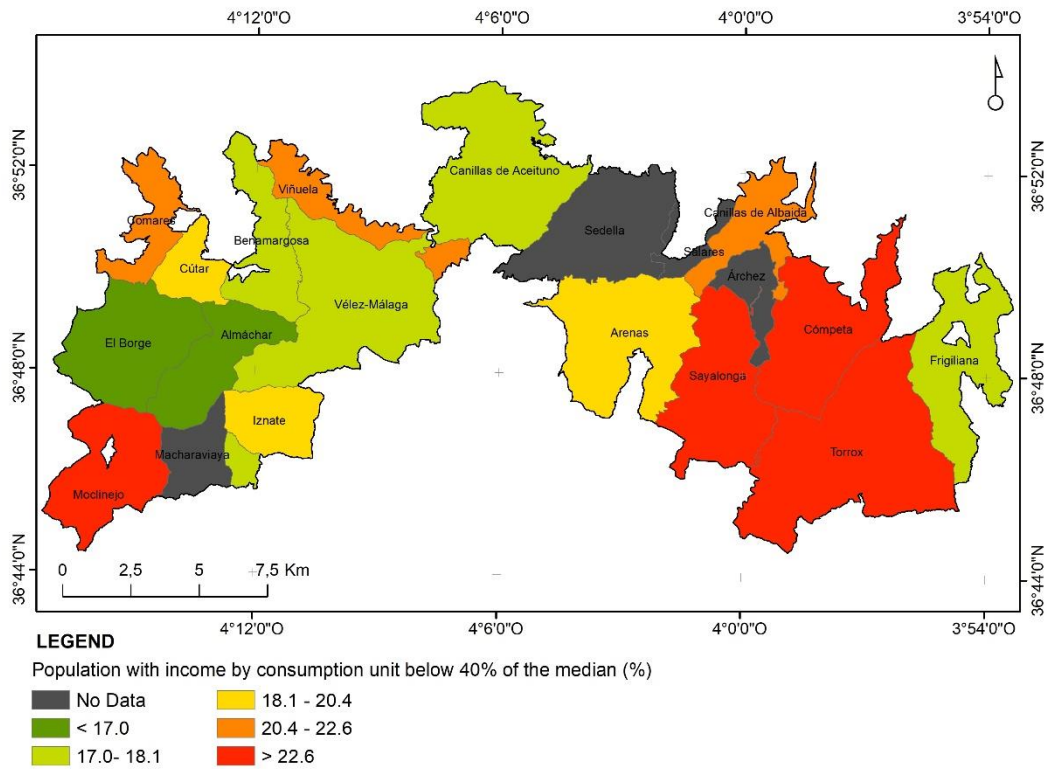 4°12'0"O 4°6'0"O 4°0'0"O 3°54'0"O
36°52'0"N
36°52'0"N
Canillas de Aceituno
Viñuela
Comares
Canillas de Albaida
Sedella
Benamargosa
Salares
Cútar
Árchez
Vélez-Málaga
Cómpeta
Arenas
Almáchar
El Borge
Frigiliana
36°48'0"N
36°48'0"N
Sayalonga
Iznate
Torrox
Macharaviaya
Moclinejo
0 2,5 5 7,5 Km
36°44'0"N
36°44'0"N
4°12'0"O 4°6'0"O 4°0'0"O 3°54'0"O
LEGEND
Population with income by consumption unit below 40% of the median (%)
No Data 18.1 - 20.4
< 17.0 20.4 - 22.6
17.0- 18.1 > 22.6